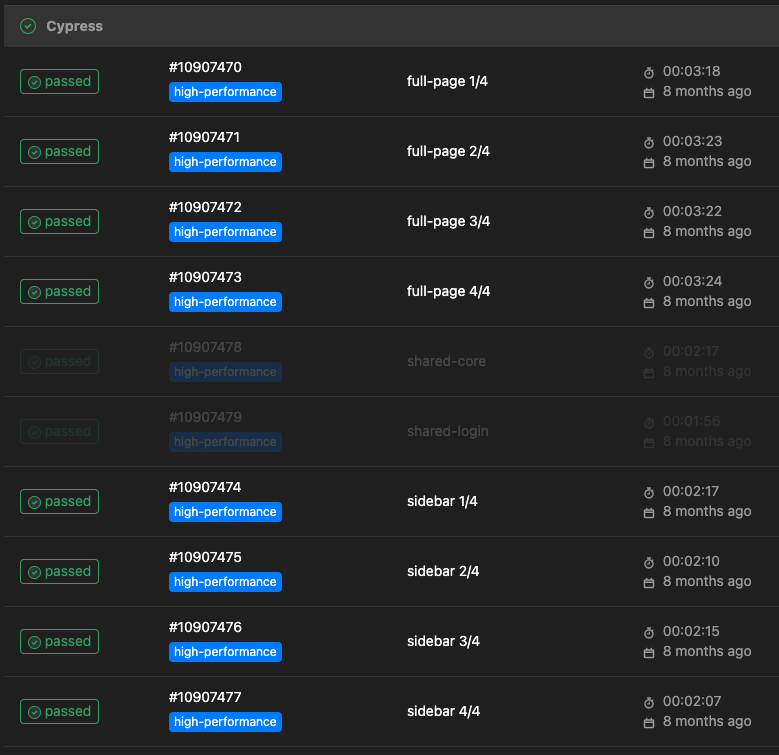 Cypress
passed
#10907470
high-performance
full-page 1/4
00:03:18
8 months ago
passed
#10907471
high-performance
full-page 2/4
00:03:23
8 months ago
passed
#10907472
high-performance
full-page 3/4
00:03:22
8 months ago
passed
#10907473
high-performance
full-page 4/4
00:03:24
8 months ago
passed
#10907478
high-performance
shared-core
00:02:17
8 months ago
passed
#10907479
high-performance
shared-login
00:01:56
8 months ago
passed
#10907474
high-performance
sidebar 1/4
00:02:17
8 months ago
passed
#10907475
high-performance
sidebar 2/4
00:02:10
8 months ago
passed
#10907476
high-performance
sidebar 3/4
00:02:15
8 months ago
passed
#10907477
high-performance
sidebar 4/4
00:02:07
8 months ago